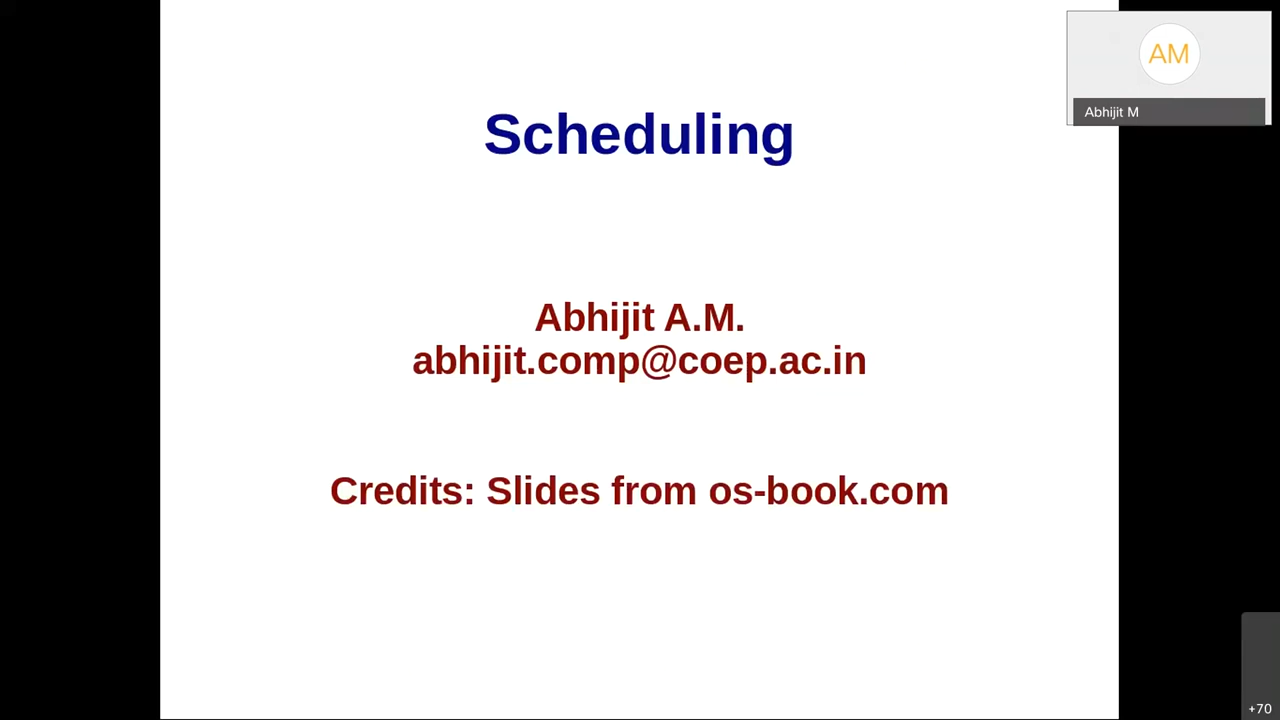 AM
Abhijit M
Scheduling
Abhijit A.M.
abhijit.comp@coep.ac.in
Credits: Slides from os-book.com
+70